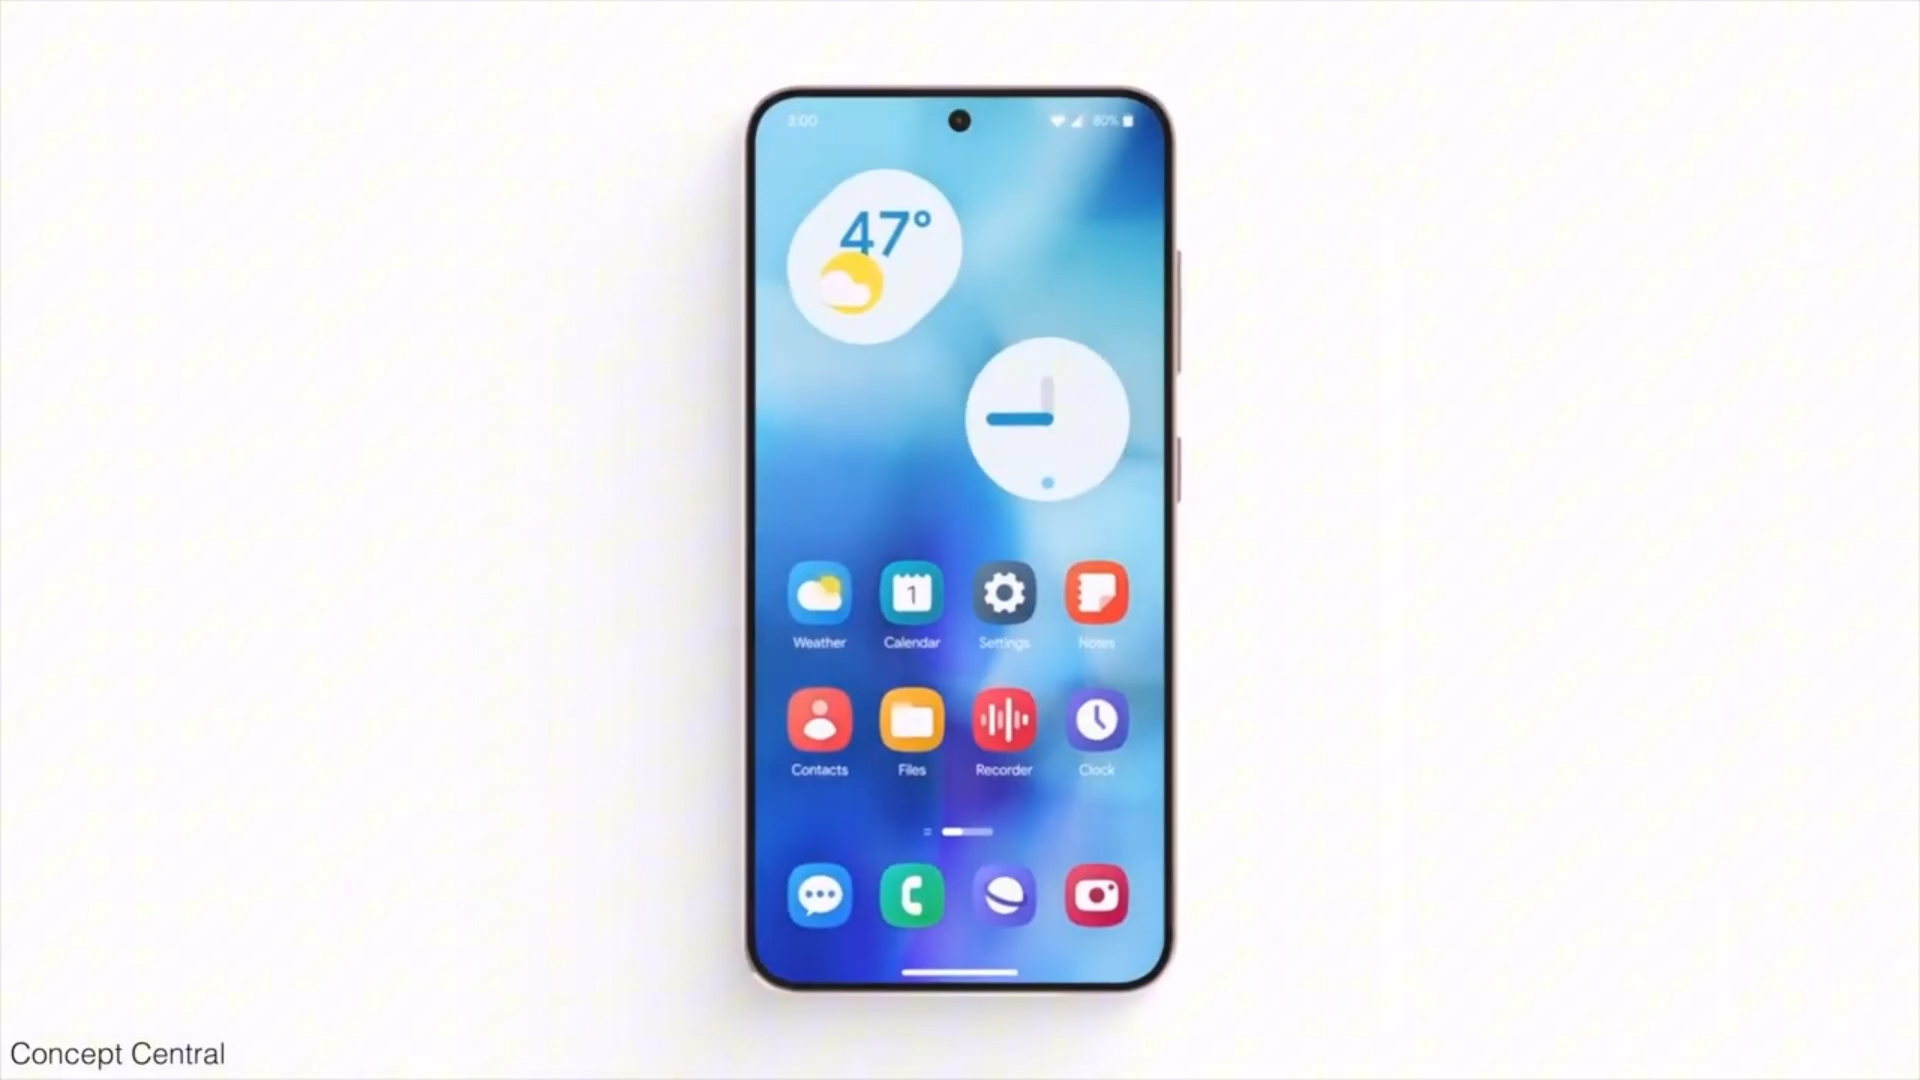 3:00 80%
47°
1
Weather Calendar Settings Notes
Contacts Files Recorder Clock
Concept Central